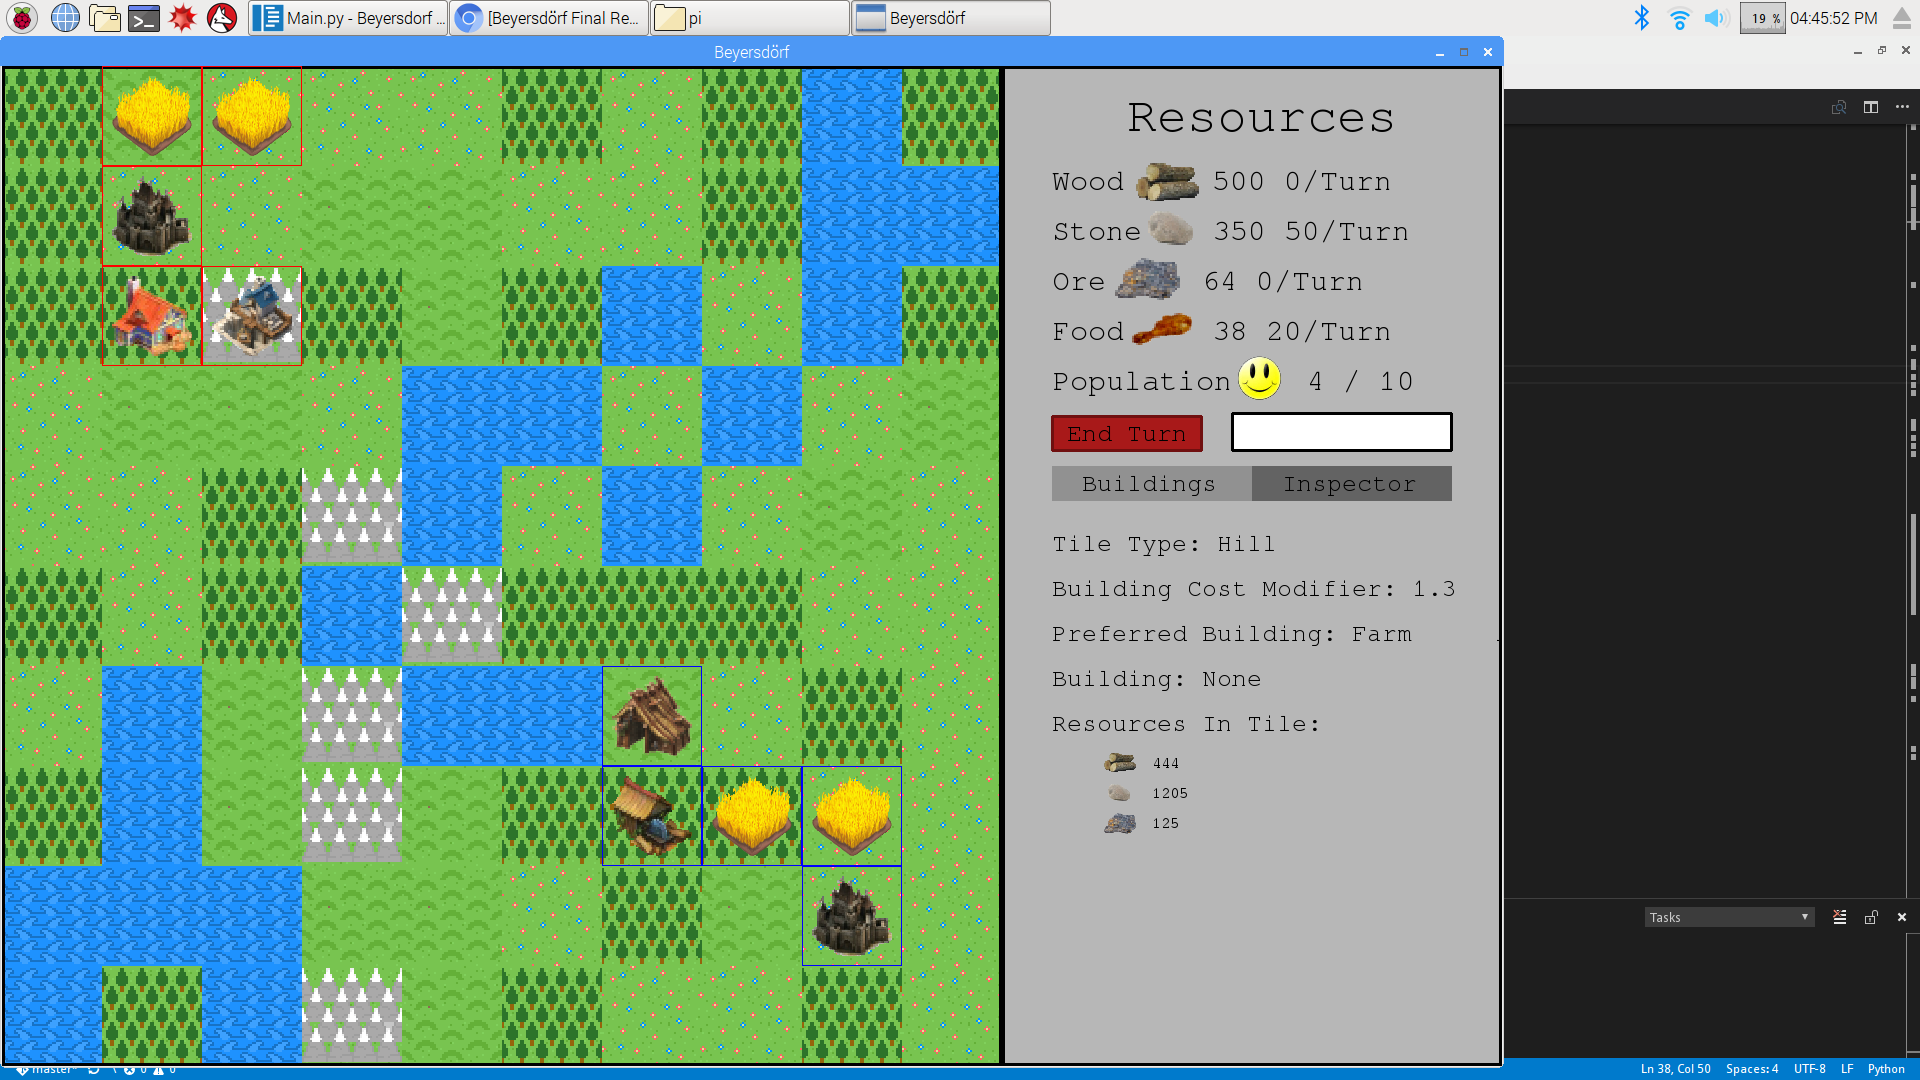 Main.py - Beyersdorf ...
[Beyersdörf Final Re...
pi
Beyersdörf
19 %
04:45:52 PM
Beyersdörf
Resources
Wood 500 0/Turn
Stone 350 50/Turn
Ore 64 0/Turn
Food 38 20/Turn
Population 4 / 10
End Turn
Buildings Inspector
Tile Type: Hill
Building Cost Modifier: 1.3
Preferred Building: Farm
Building: None
Resources In Tile:
444
1205
125
Tasks
master* 0 0
Ln 38, Col 50 Spaces: 4 UTF-8 LF Python